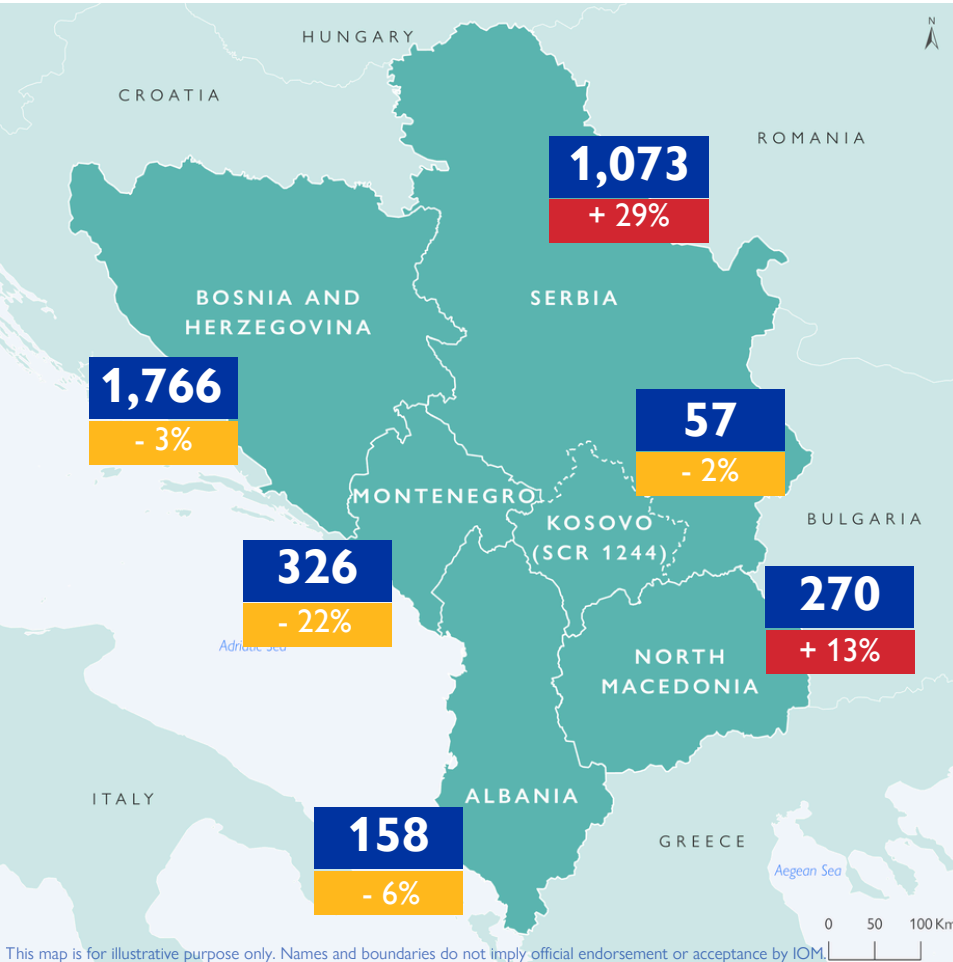 N
HUNGARY
CROATIA
ROMANIA
1,073
+ 29%
BOSNIA AND
HERZEGOVINA
SERBIA
1,766
- 3%
57
- 2%
MONTENEGRO
KOSOVO
(SCR 1244)
BULGARIA
326
- 22%
270
+ 13%
Adriatic Sea
NORTH
MACEDONIA
ITALY
ALBANIA
158
- 6%
GREECE
Aegean Sea
0 50 100 Km
This map is for illustrative purpose only. Names and boundaries do not imply official endorsement or acceptance by IOM.